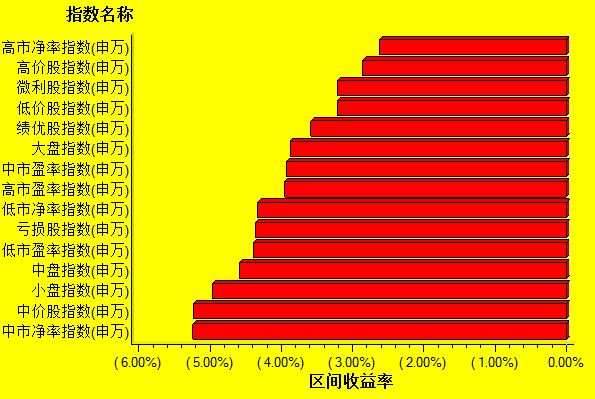 指数名称
高市净率指数(申万)
高价股指数(申万)
微利股指数(申万)
低价股指数(申万)
绩优股指数(申万)
大盘指数(申万)
中市盈率指数(申万)
高市盈率指数(申万)
低市净率指数(申万)
亏损股指数(申万)
低市盈率指数(申万)
中盘指数(申万)
小盘指数(申万)
中价股指数(申万)
中市净率指数(申万)
(6.00%) (5.00%) (4.00%) (3.00%) (2.00%) (1.00%) 0.00%
区间收益率